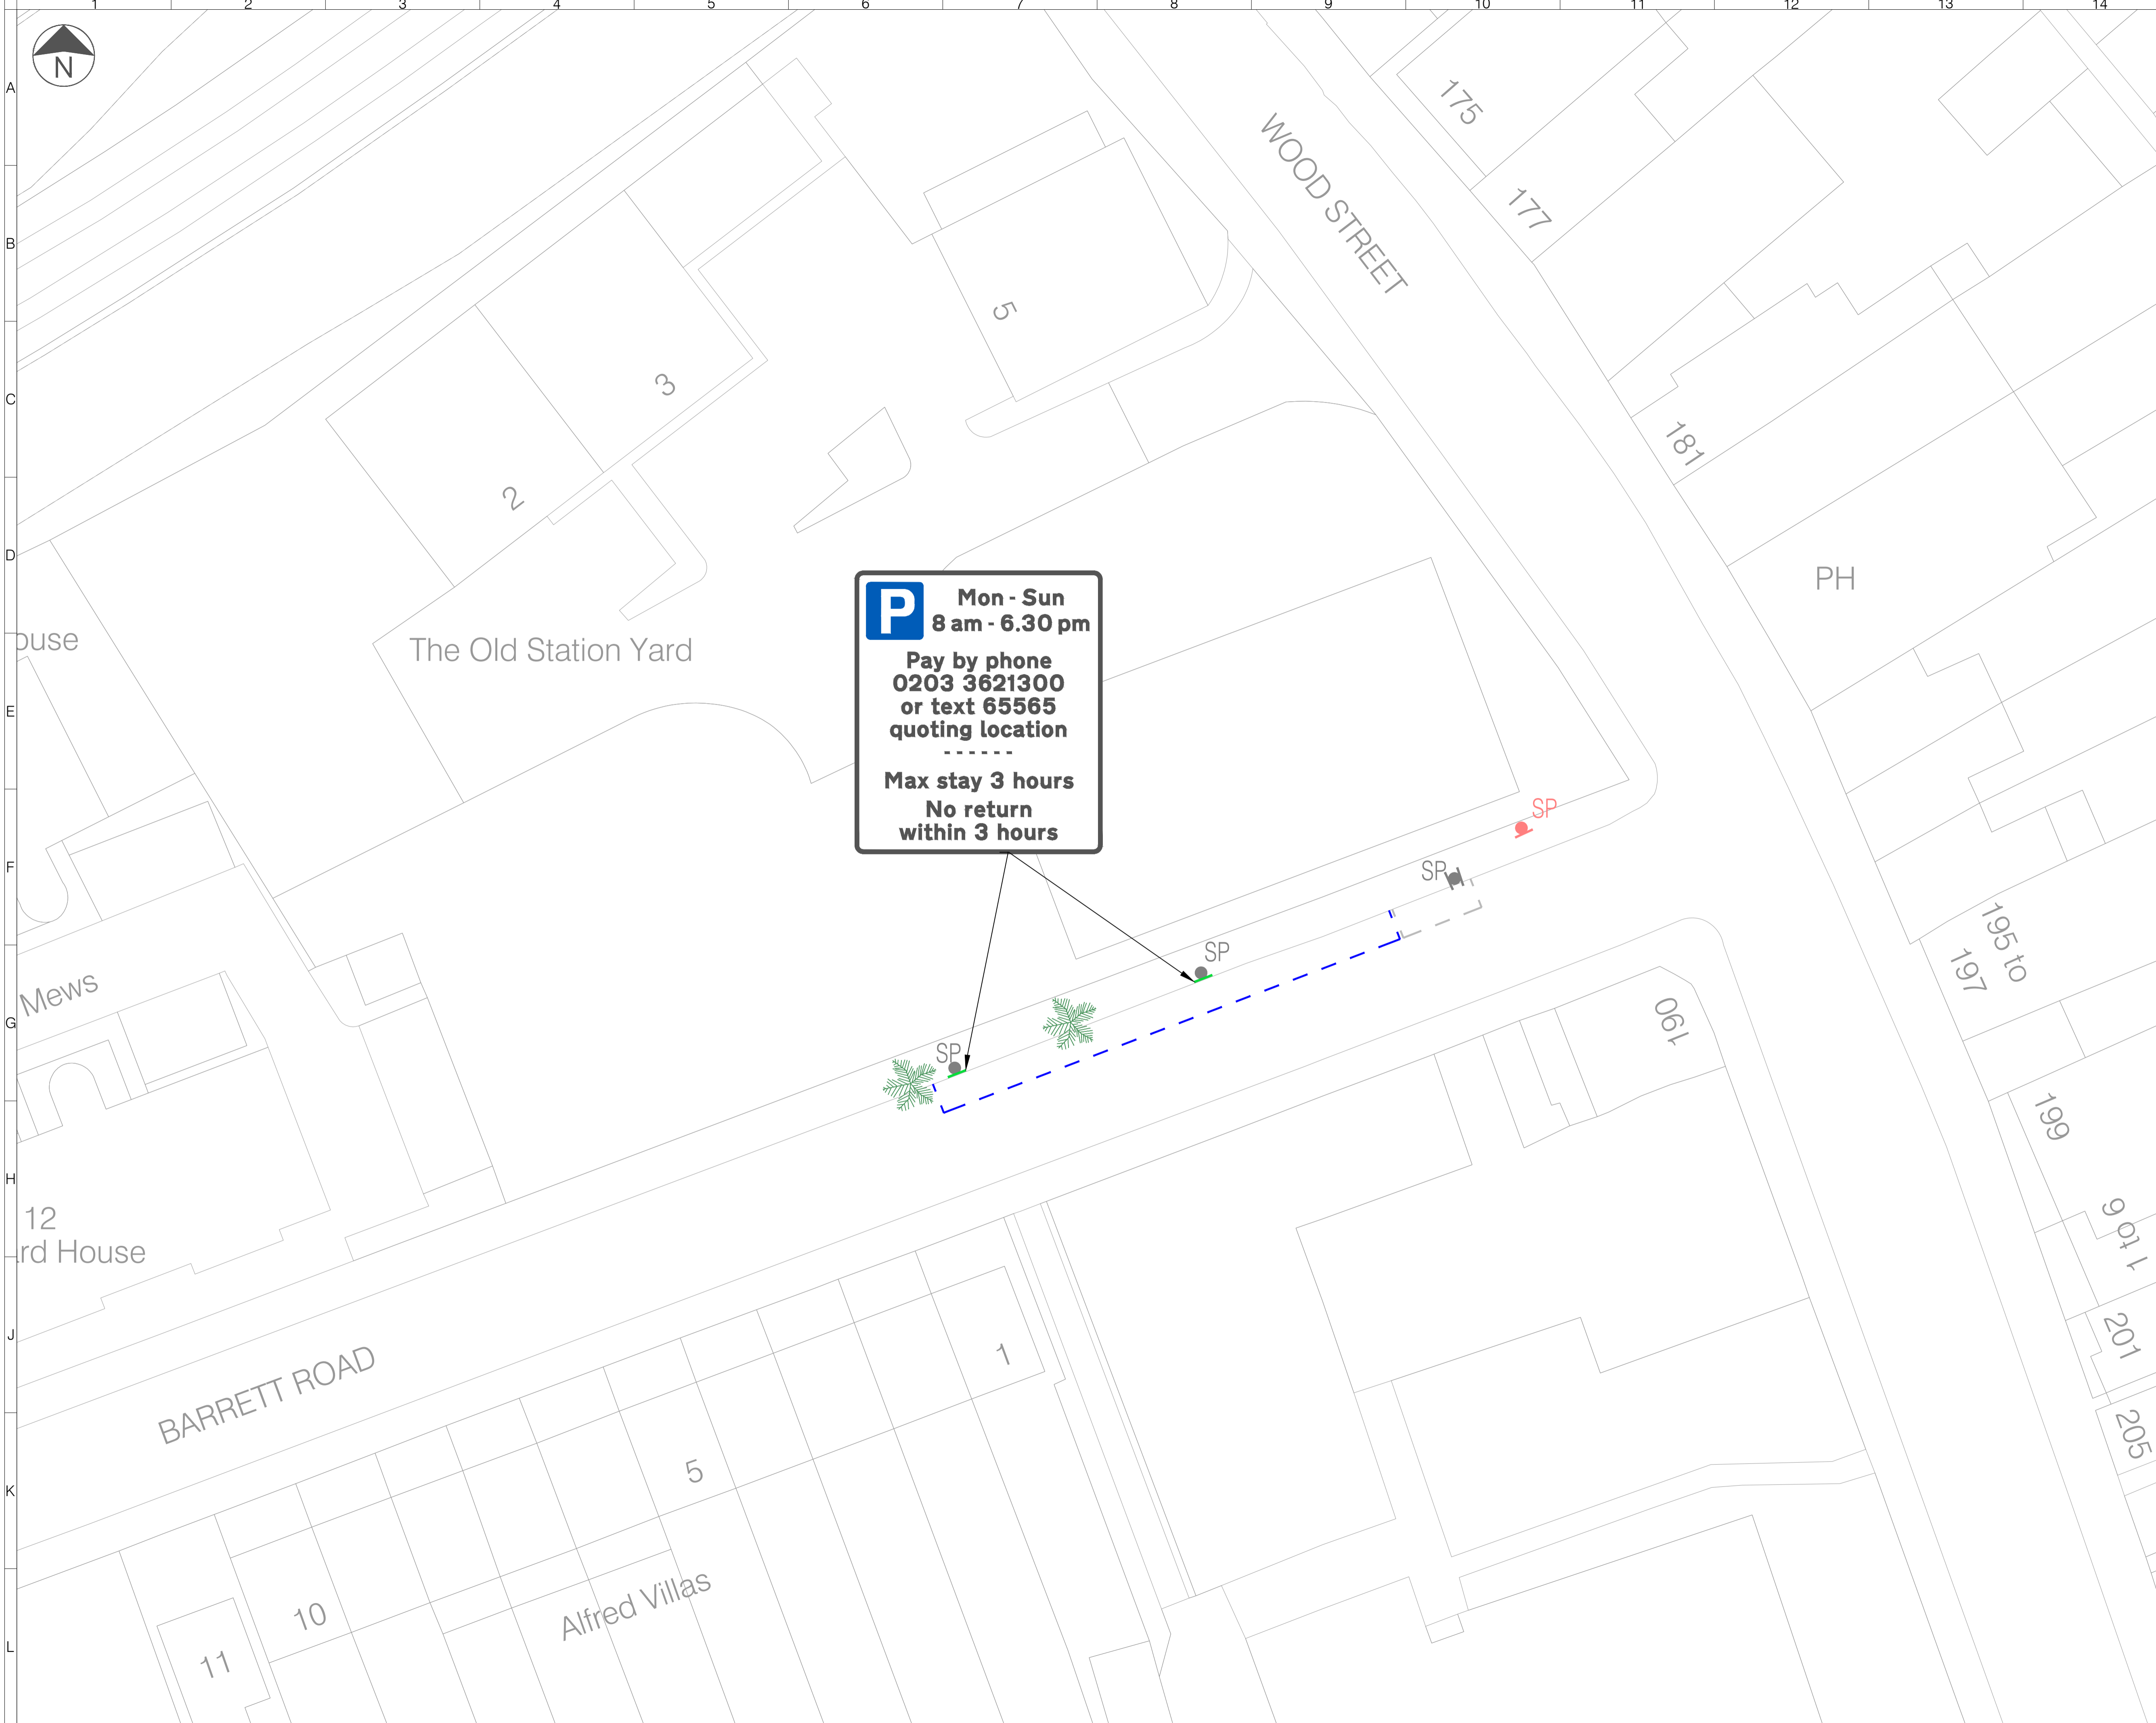 1 2 3 4 5 6 7 8 9 10 11 12 13 14
A
B
C
D
E
F
G
H
J
K
L
N
WOOD STREET
175
177
181
5
3
2
PH
The Old Station Yard
P
Mon - Sun
8 am - 6.30 pm
Pay by phone
0203 3621300
or text 65565
quoting location
- - - - - -
Max stay 3 hours
No return
within 3 hours
SP
SP
SP
SP
Mews
190
195 to
197
199
1 to 9
201
205
12
House
BARRETT ROAD
1
5
10
11
Alfred Villas